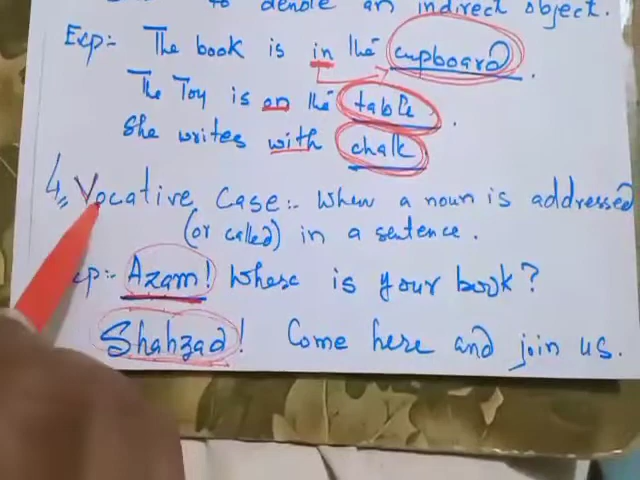 to denote an indirect object.
Exp:- The book is in the cupboard.
The Toy is on the table.
She writes with chalk
4, Vocative Case:- When a noun is addressed
(or called) in a sentence.
Exp:- Azam! Where is your book?
Shahzad! Come here and join us.